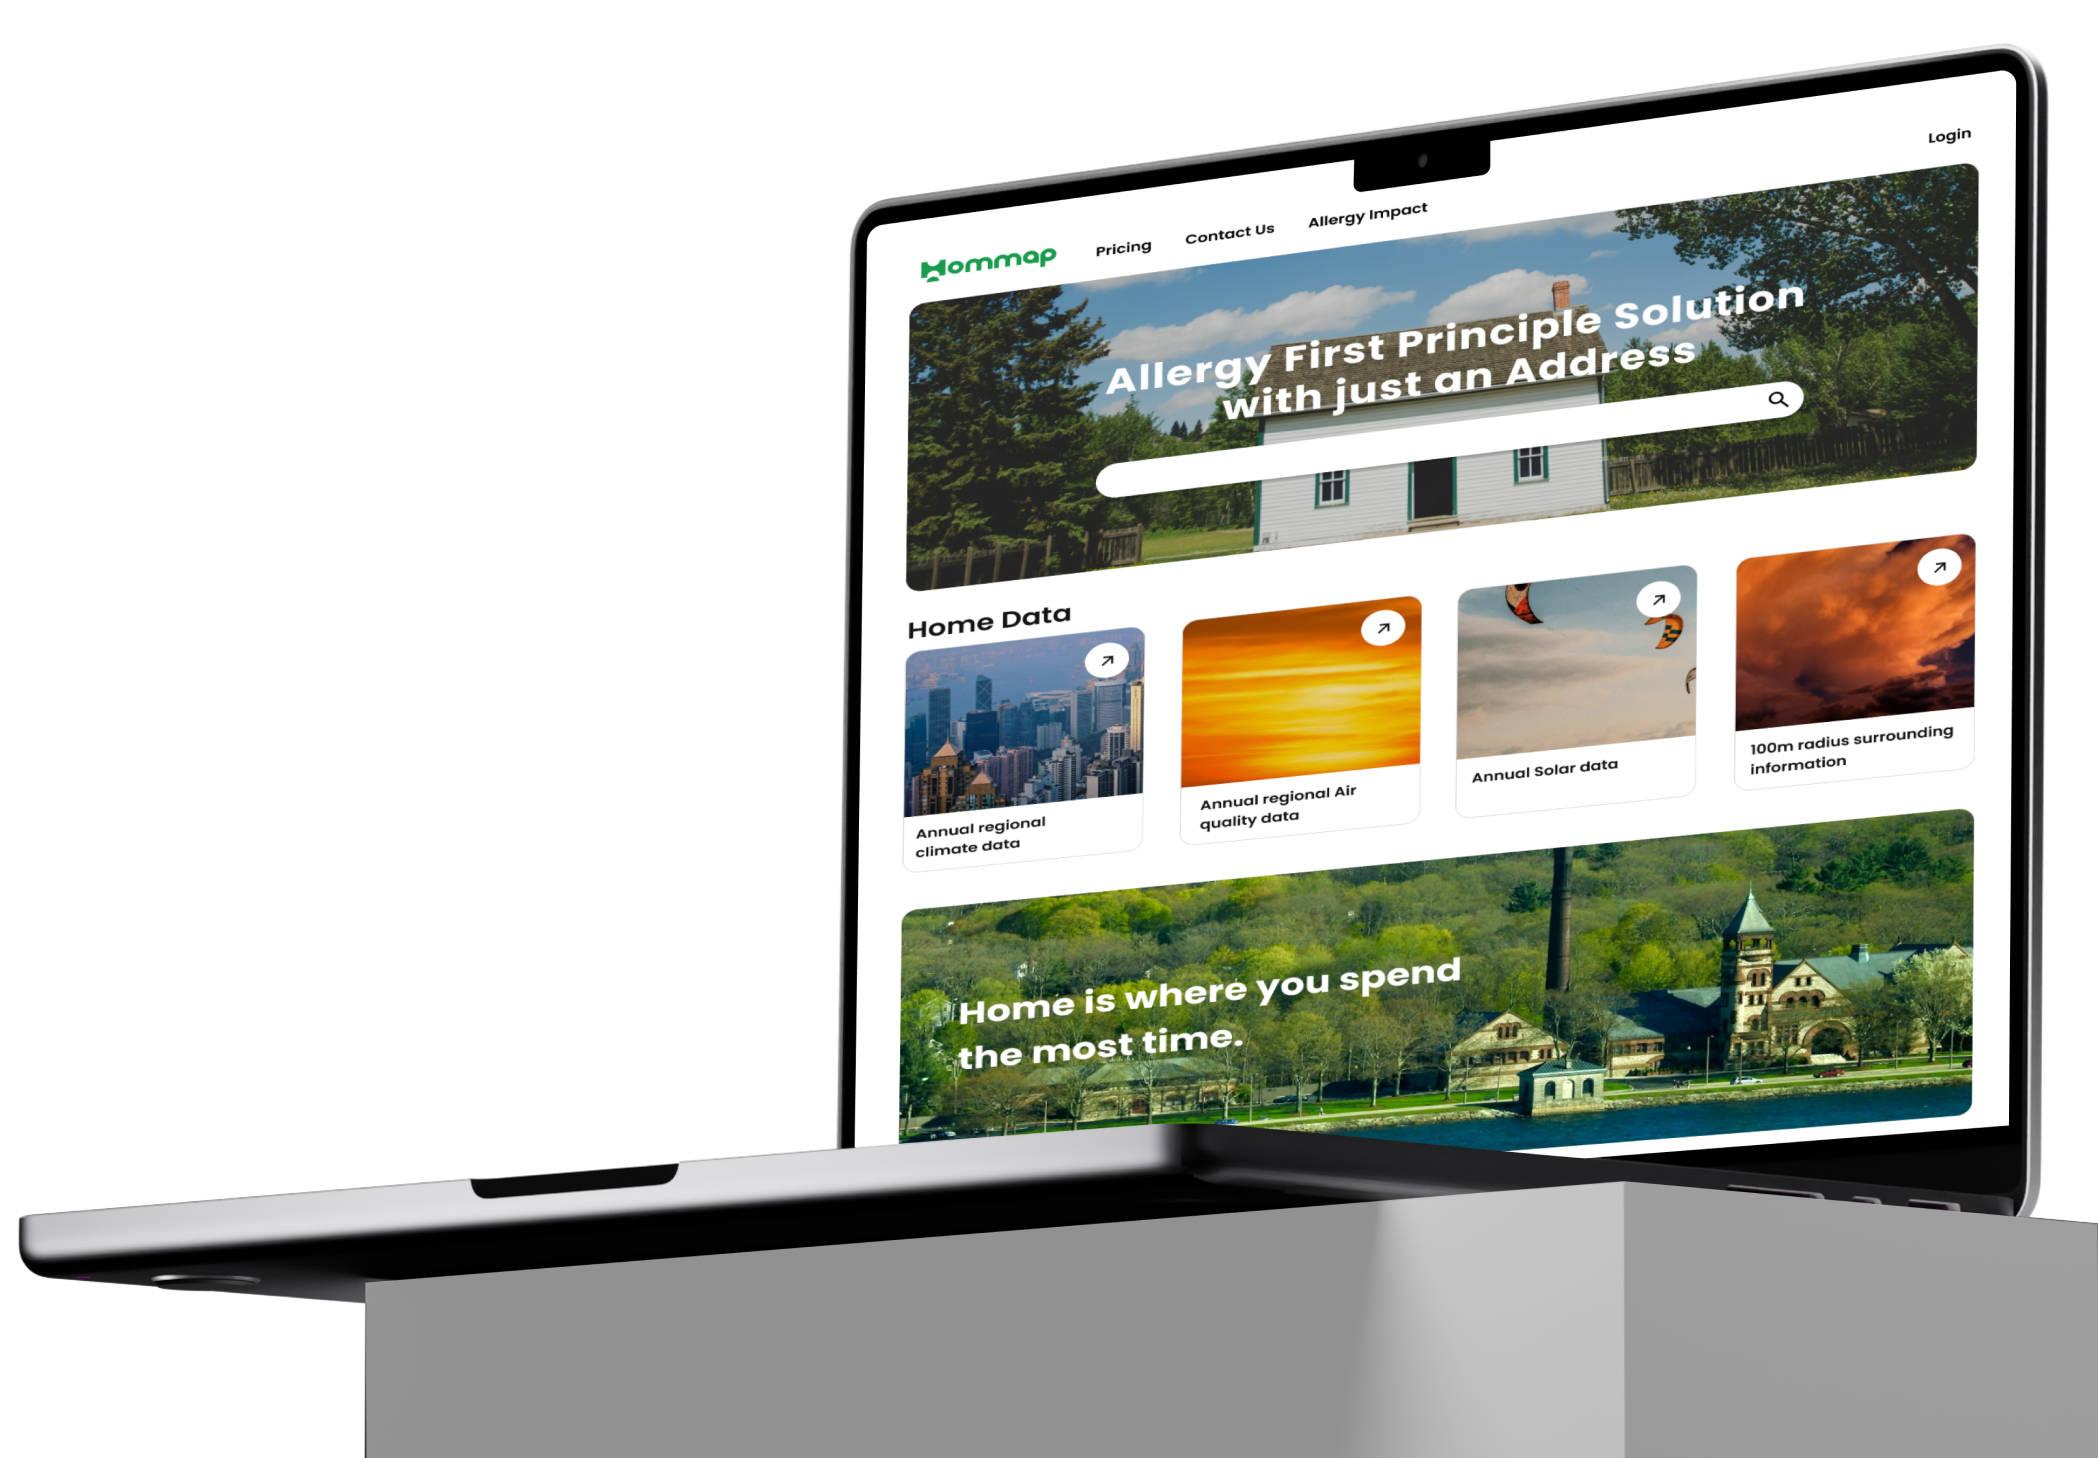 Hommap
Pricing
Contact Us
Allergy Impact
Login
Allergy First Principle Solution
with just an Address
Home Data
Annual regional
climate data
Annual regional Air
quality data
Annual Solar data
100m radius surrounding
information
Home is where you spend
the most time.